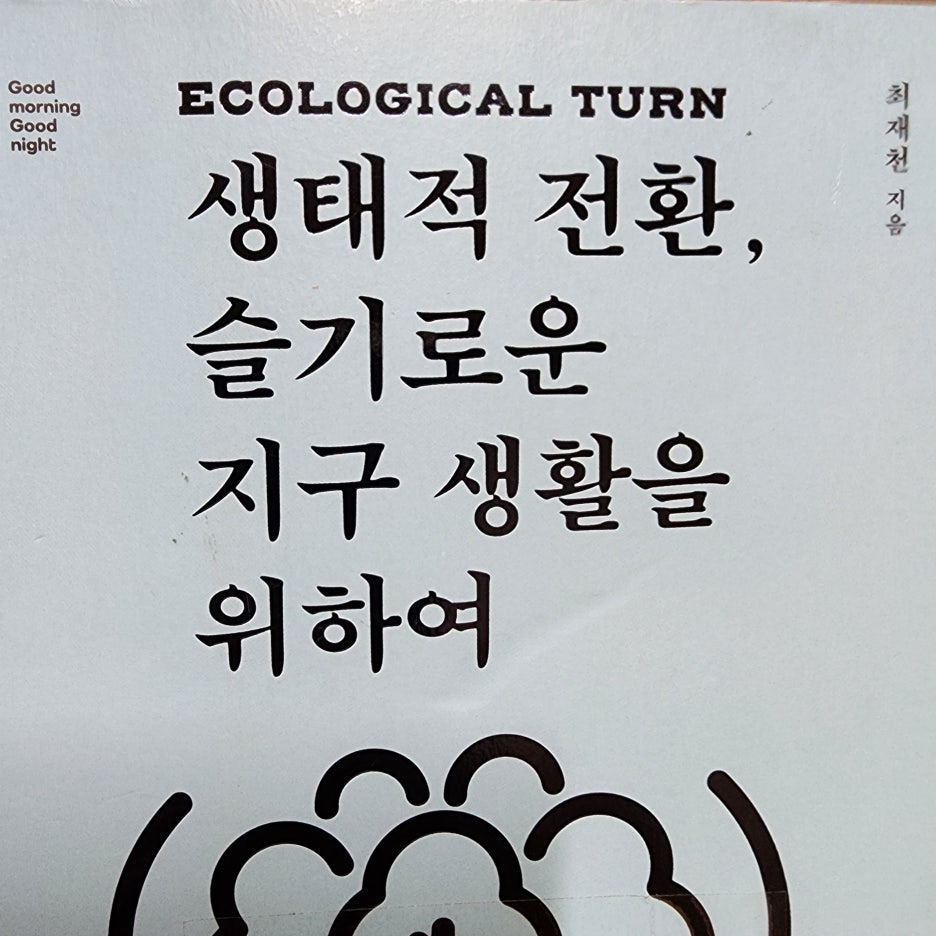 Good
morning
Good
night
ECOLOGICAL TURN
생태적 전환,
슬기로운
지구 생활을
위하여
최재천 지음